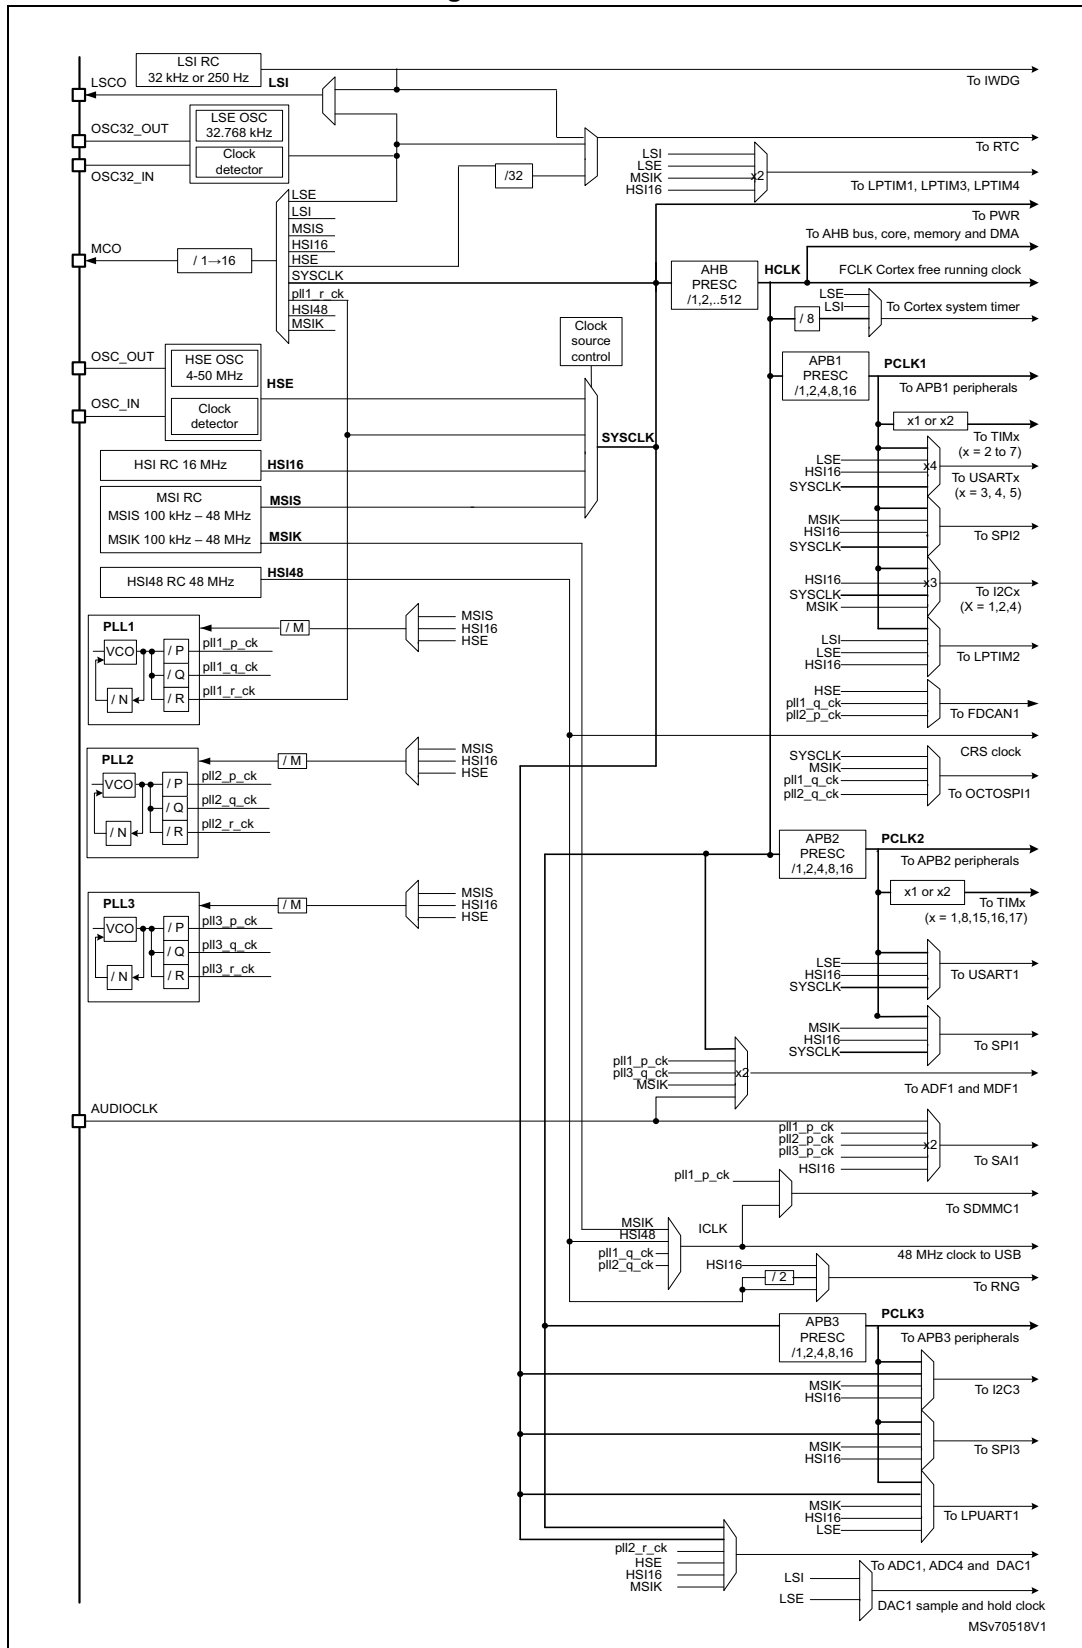 LSI RC
32 kHz or 250 Hz
LSI
LSCO
To IWDG
OSC32_OUT
LSE OSC
32.768 kHz
Clock
detector
OSC32_IN
To RTC
/32
LSI
LSE
MSIK
HSI16
x2
To LPTIM1, LPTIM3, LPTIM4
LSE
LSI
MSIS
HSI16
HSE
SYSCLK
pll1_r_ck
HSI48
MSIK
MCO
/ 1→16
To PWR
To AHB bus, core, memory and DMA
AHB
PRESC
/1,2,..512
HCLK
FCLK Cortex free running clock
LSE
LSI
/ 8
To Cortex system timer
OSC_OUT
HSE OSC
4-50 MHz
HSE
OSC_IN
Clock
detector
Clock
source
control
SYSCLK
APB1
PRESC
/1,2,4,8,16
PCLK1
To APB1 peripherals
x1 or x2
To TIMx
(x = 2 to 7)
HSI RC 16 MHz
HSI16
LSE
HSI16
SYSCLK
x4
To USARTx
(x = 3, 4, 5)
MSI RC
MSIS 100 kHz – 48 MHz
MSIK 100 kHz – 48 MHz
MSIS
MSIK
MSIK
HSI16
SYSCLK
To SPI2
HSI48 RC 48 MHz
HSI48
HSI16
SYSCLK
MSIK
x3
To I2Cx
(X = 1,2,4)
PLL1
VCO
/ N
/ P
/ Q
/ R
pll1_p_ck
pll1_q_ck
pll1_r_ck
/ M
MSIS
HSI16
HSE
LSI
LSE
HSI16
To LPTIM2
HSE
pll1_q_ck
pll2_p_ck
To FDCAN1
CRS clock
PLL2
VCO
/ N
/ P
/ Q
/ R
pll2_p_ck
pll2_q_ck
pll2_r_ck
/ M
MSIS
HSI16
HSE
SYSCLK
MSIK
pll1_q_ck
pll2_q_ck
To OCTOSPI1
APB2
PRESC
/1,2,4,8,16
PCLK2
To APB2 peripherals
x1 or x2
To TIMx
(x = 1,8,15,16,17)
PLL3
VCO
/ N
/ P
/ Q
/ R
pll3_p_ck
pll3_q_ck
pll3_r_ck
/ M
MSIS
HSI16
HSE
LSE
HSI16
SYSCLK
To USART1
MSIK
HSI16
SYSCLK
To SPI1
pll1_p_ck
pll3_q_ck
MSIK
x2
To ADF1 and MDF1
AUDIOCLK
pll1_p_ck
pll2_p_ck
pll3_p_ck
HSI16
x2
To SAI1
pll1_p_ck
To SDMMC1
MSIK
HSI48
pll1_q_ck
pll2_q_ck
ICLK
48 MHz clock to USB
HSI16
/ 2
To RNG
APB3
PRESC
/1,2,4,8,16
PCLK3
To APB3 peripherals
MSIK
HSI16
To I2C3
MSIK
HSI16
To SPI3
MSIK
HSI16
LSE
To LPUART1
pll2_r_ck
HSE
HSI16
MSIK
To ADC1, ADC4 and DAC1
LSI
LSE
DAC1 sample and hold clock
MSv70518V1